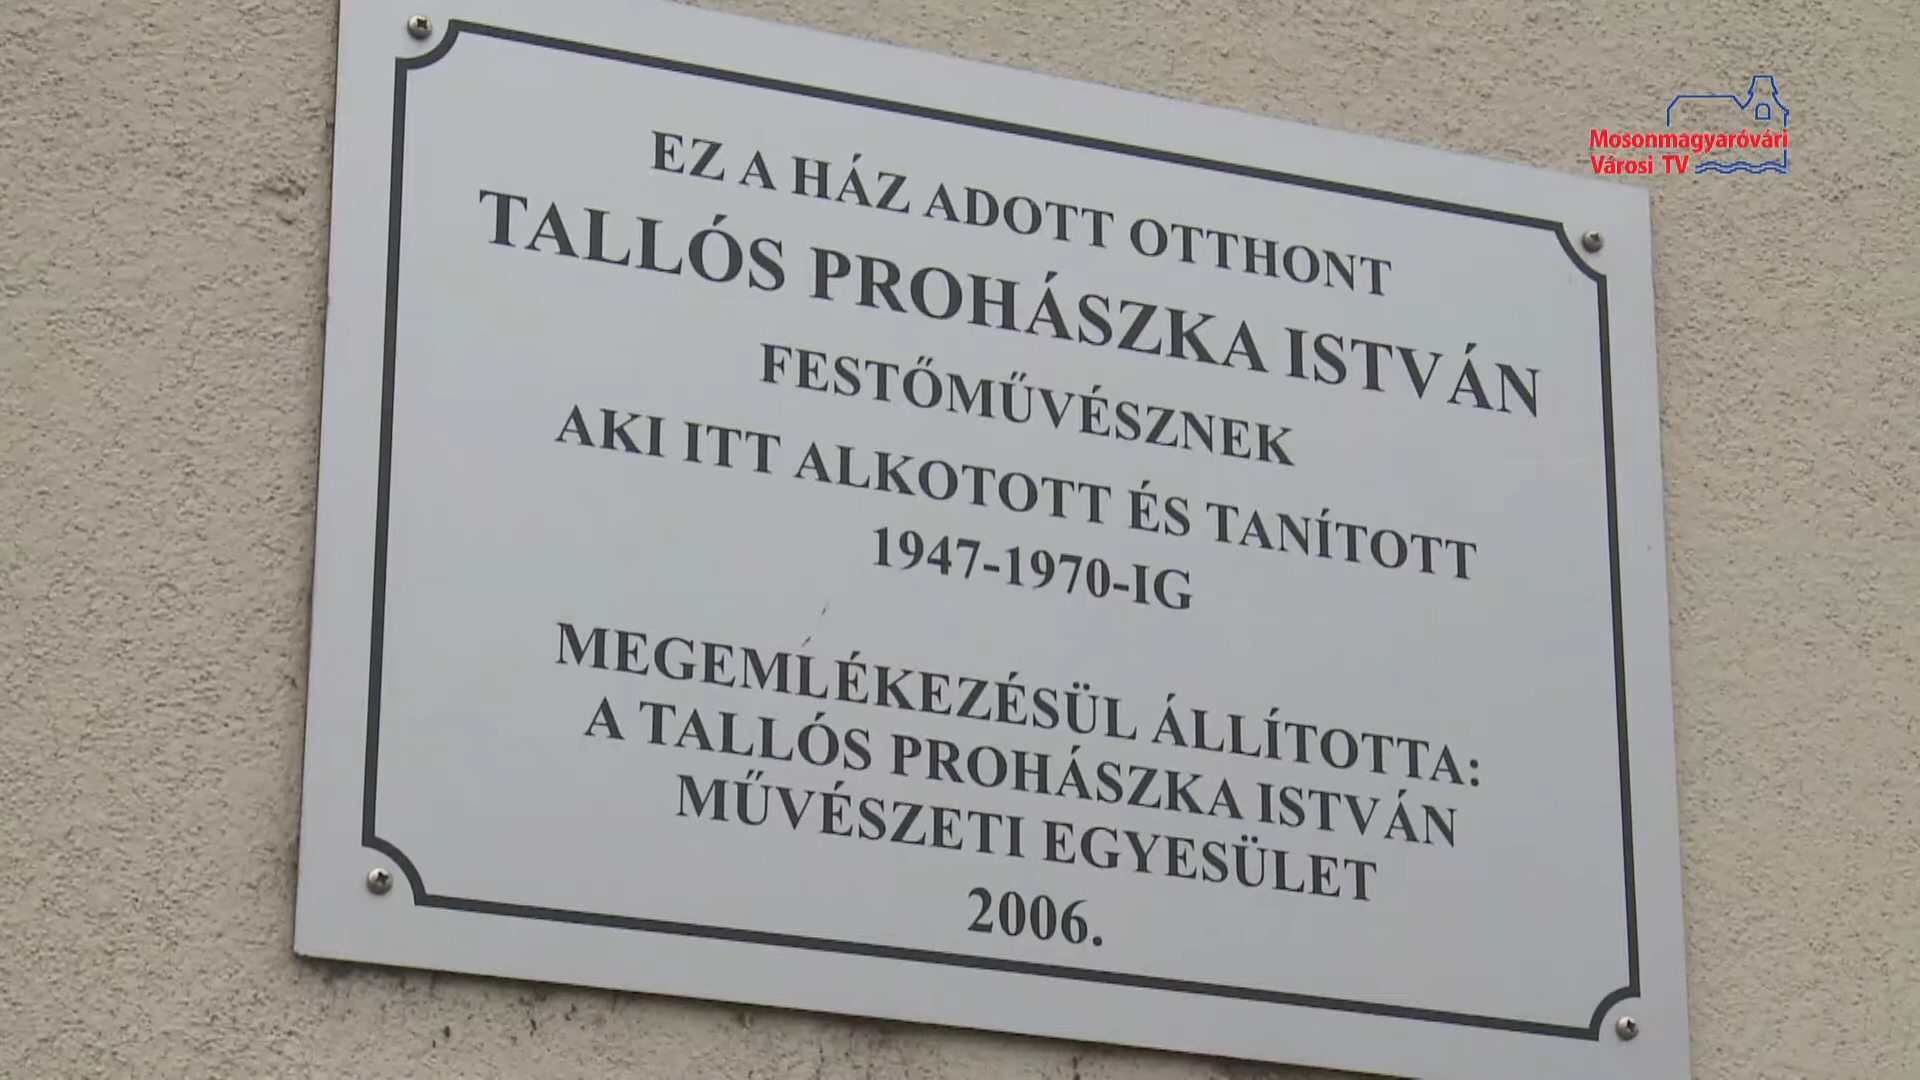 Mosonmagyaróvári
Városi TV
EZ A HÁZ ADOTT OTTHONT
TALLÓS PROHÁSZKA ISTVÁN
FESTŐMŰVÉSZNEK
AKI ITT ALKOTOTT ÉS TANÍTOTT
1947-1970-IG
MEGEMLÉKEZÉSÜL ÁLLÍTOTTA:
A TALLÓS PROHÁSZKA ISTVÁN
MŰVÉSZETI EGYESÜLET
2006.